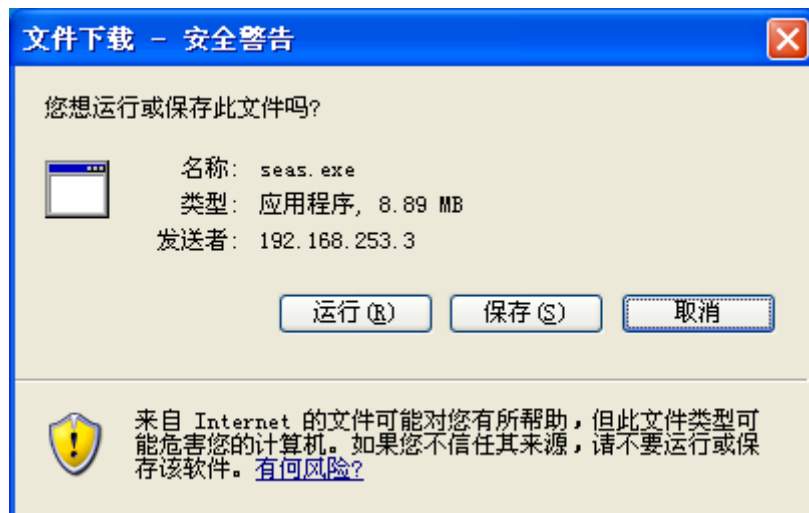 文件下载 - 安全警告
您想运行或保存此文件吗?
名称: seas.exe
类型: 应用程序, 8.89 MB
发送者: 192.168.253.3
运行(R) 保存(S) 取消
来自 Internet 的文件可能对您有所帮助,但此文件类型可
能危害您的计算机。如果您不信任其来源,请不要运行或保
存该软件。有何风险?